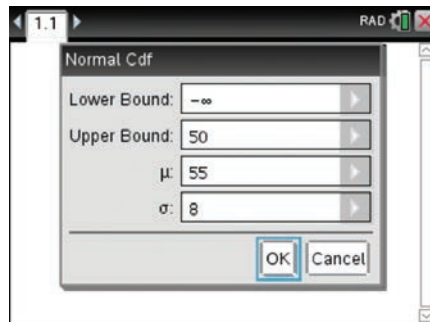 1.1 RAD
Normal Cdf
Lower Bound: -∞
Upper Bound: 50
μ: 55
σ: 8
OK Cancel